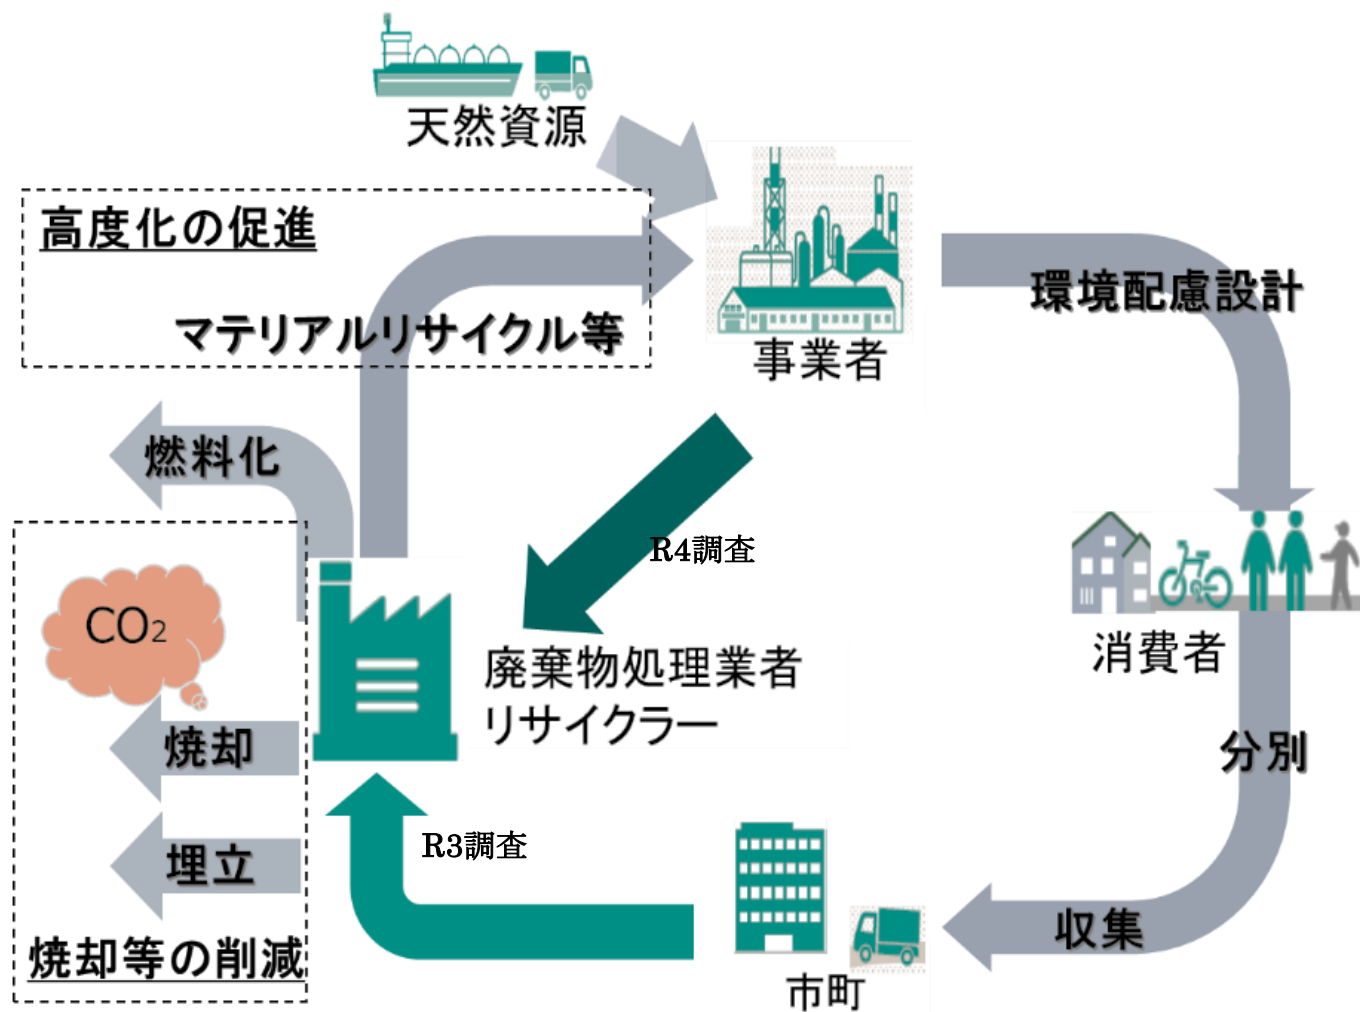 天然資源
高度化の促進
マテリアルリサイクル等
事業者
環境配慮設計
燃料化
R4調査
CO₂
廃棄物処理業者
リサイクラー
消費者
焼却
分別
R3調査
埋立
収集
焼却等の削減
市町